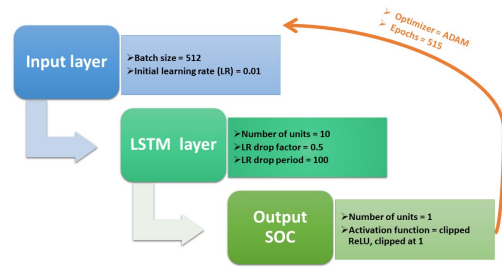 Optimizer = ADAM
Epochs = 515
Input layer
Batch size = 512
Initial learning rate (LR) = 0.01
LSTM layer
Number of units = 10
LR drop factor = 0.5
LR drop period = 100
Output
SOC
Number of units = 1
Activation function = clipped
ReLU, clipped at 1